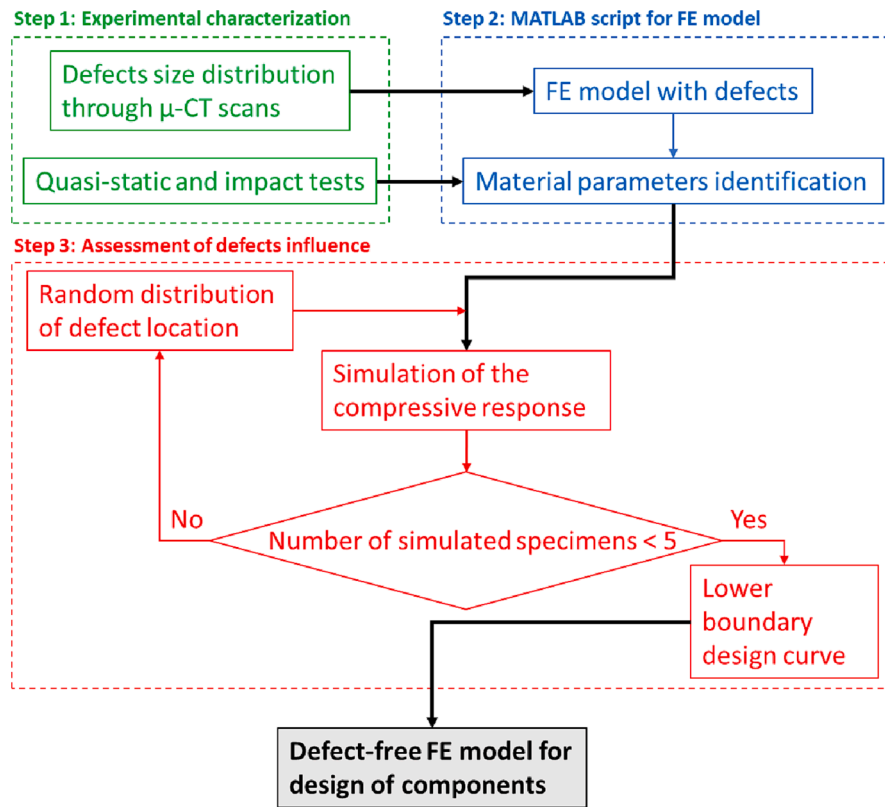 Step 1: Experimental characterization
Step 2: MATLAB script for FE model
Defects size distribution
through μ-CT scans
FE model with defects
Quasi-static and impact tests
Material parameters identification
Step 3: Assessment of defects influence
Random distribution
of defect location
Simulation of the
compressive response
No
Number of simulated specimens < 5
Yes
Lower
boundary
design curve
Defect-free FE model for
design of components